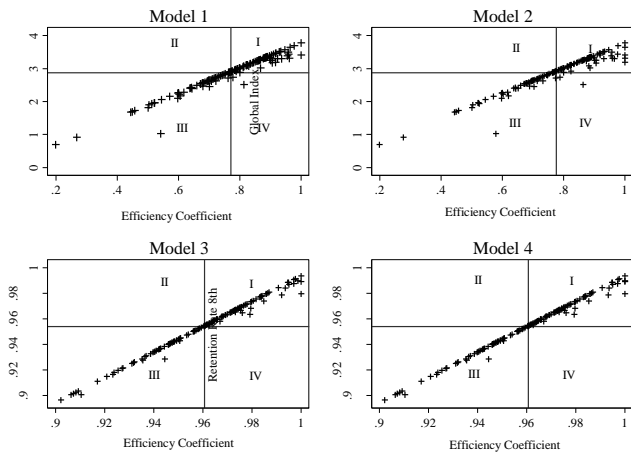 Model 1
4
3
2
1
0
II
I
III
IV
Global Index
.2
.4
.6
.8
1
Efficiency Coefficient
Model 2
4
3
2
1
0
II
I
III
IV
.2
.4
.6
.8
1
Efficiency Coefficient
Model 3
1
.98
.96
.94
.92
.9
II
I
III
IV
Retention Rate 8th
.9
.92
.94
.96
.98
1
Efficiency Coefficient
Model 4
1
.98
.96
.94
.92
.9
II
I
III
IV
.9
.92
.94
.96
.98
1
Efficiency Coefficient